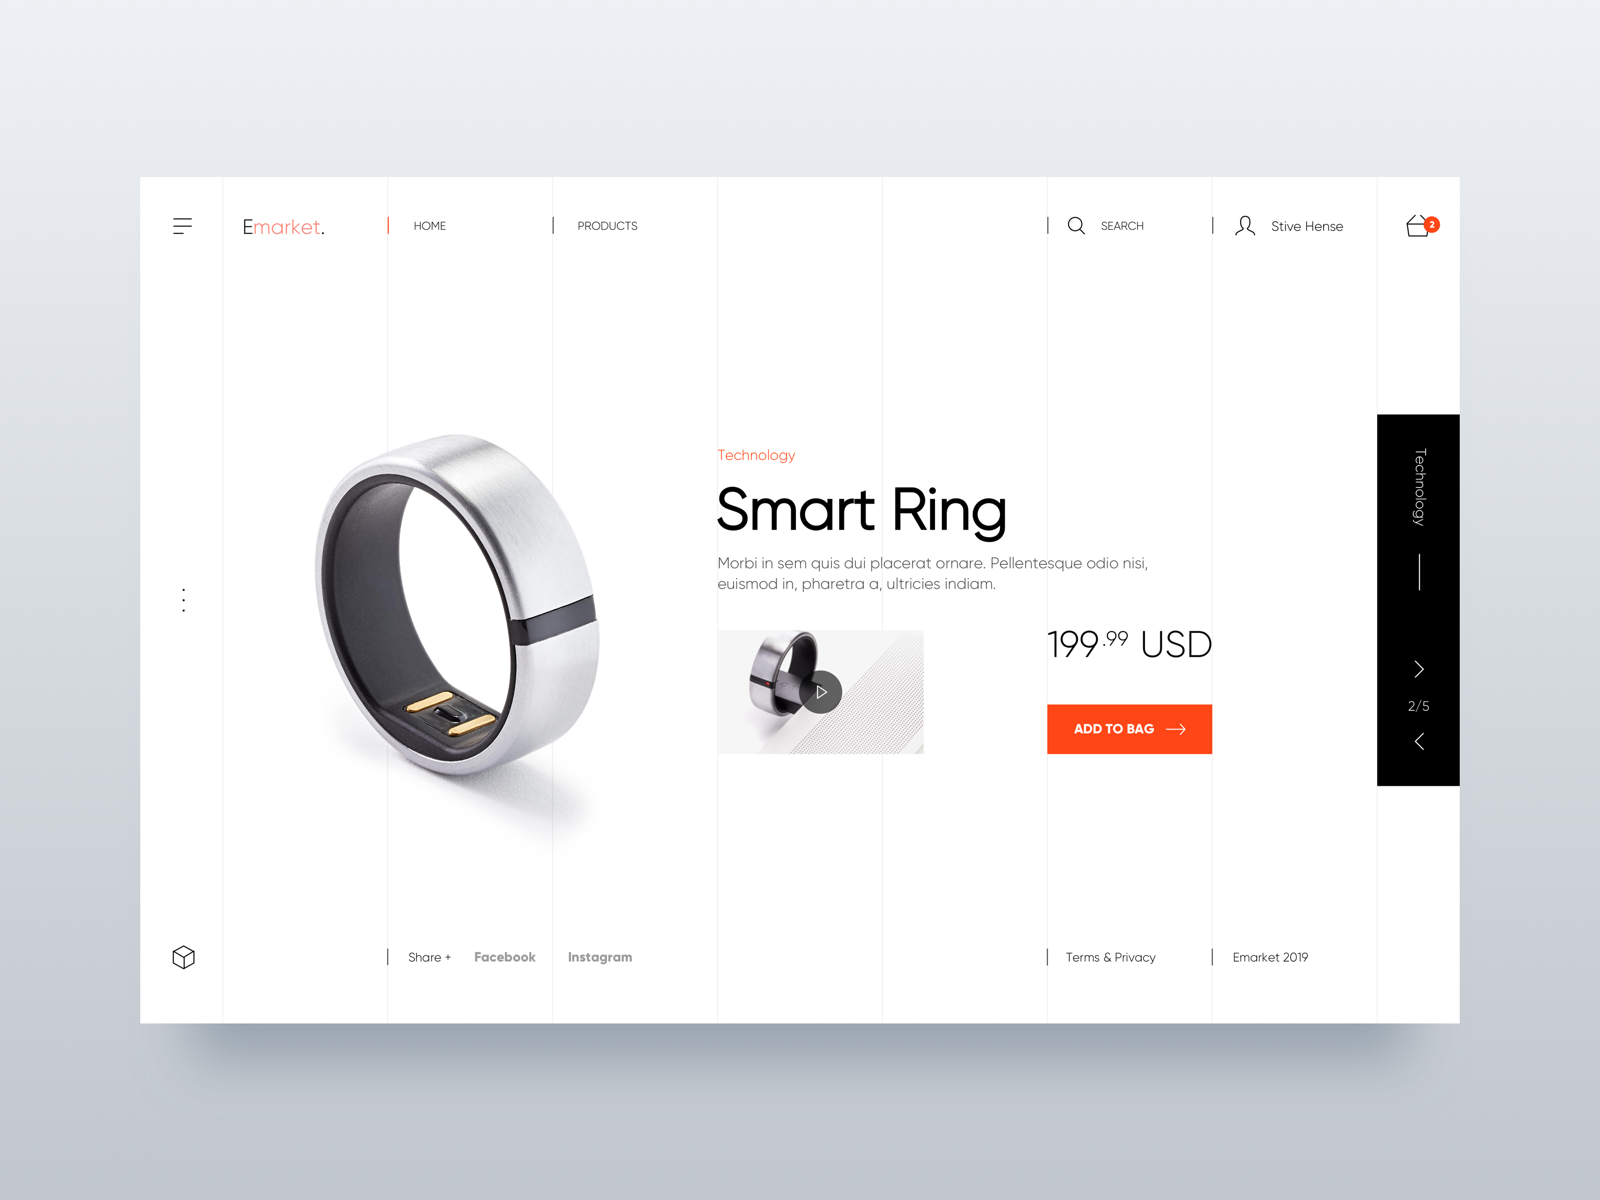 Emarket.
HOME
PRODUCTS
SEARCH
Stive Hense
2
Technology
Smart Ring
Morbi in sem quis dui placerat ornare. Pellentesque odio nisi,
euismod in, pharetra a, ultricies indiam.
199.99 USD
ADD TO BAG
Technology
2/5
Share +
Facebook
Instagram
Terms & Privacy
Emarket 2019